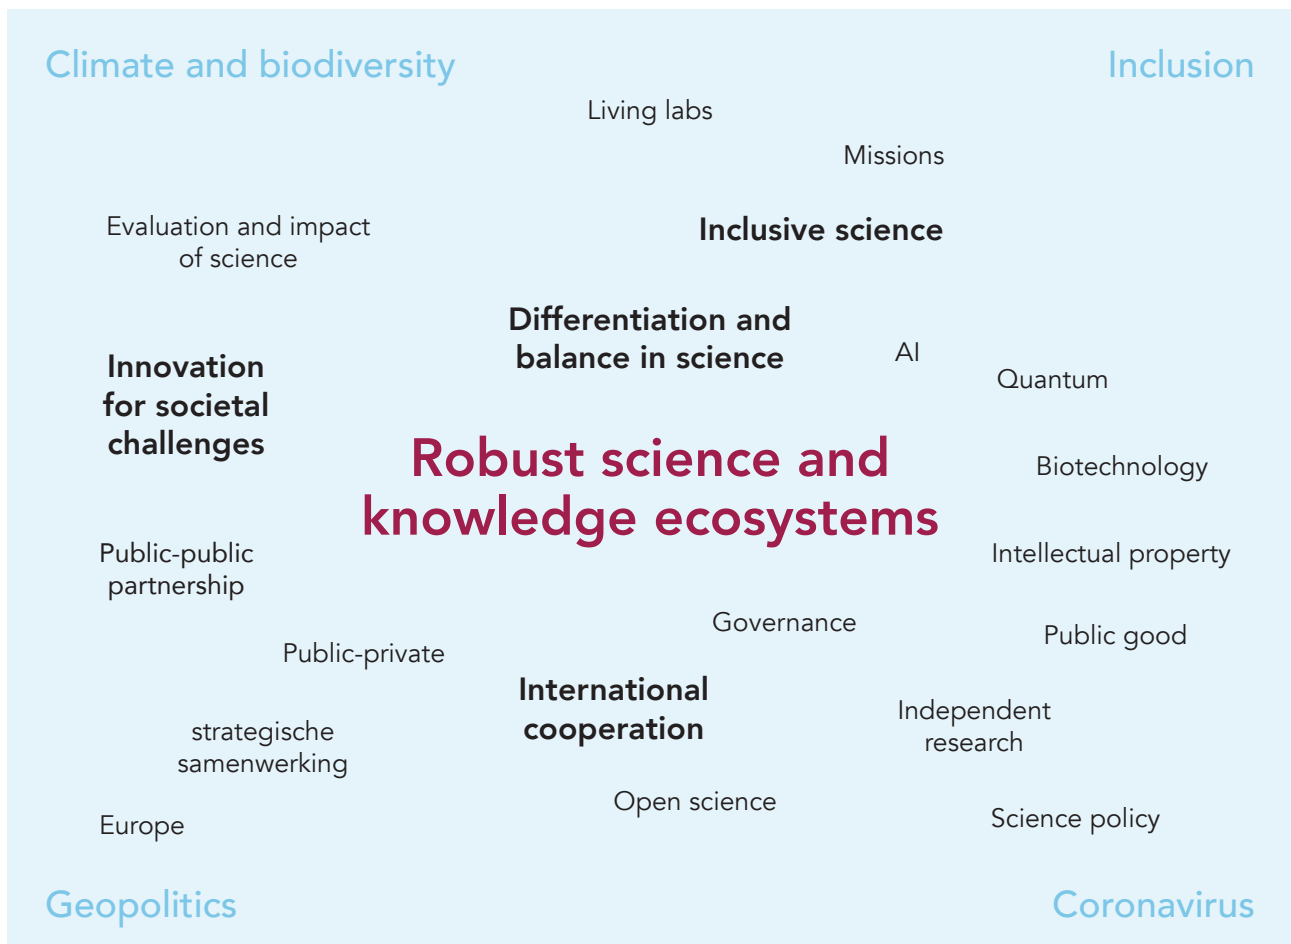 Climate and biodiversity
Inclusion
Living labs
Missions
Evaluation and impact
of science
Inclusive science
Differentiation and
balance in science
Innovation
for societal
challenges
AI
Quantum
Robust science and
knowledge ecosystems
Biotechnology
Public-public
partnership
Intellectual property
Governance
Public good
Public-private
International
cooperation
Independent
research
strategische
samenwerking
Open science
Science policy
Europe
Geopolitics
Coronavirus